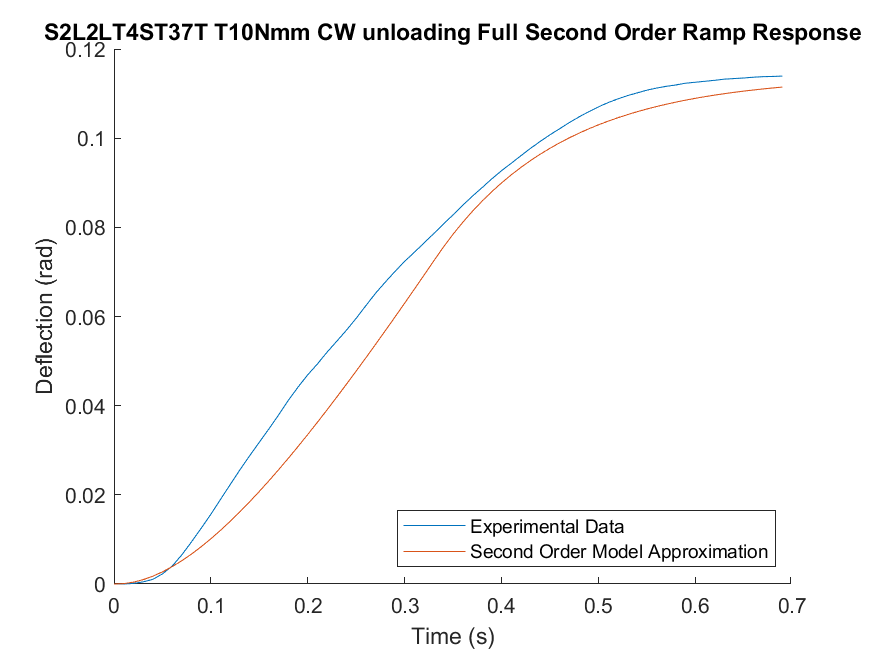 S2L2LT4ST37T T10Nmm CW unloading Full Second Order Ramp Response
0.12
0.1
0.08
0.06
0.04
0.02
0
Deflection (rad)
Experimental Data
Second Order Model Approximation
0 0.1 0.2 0.3 0.4 0.5 0.6 0.7
Time (s)